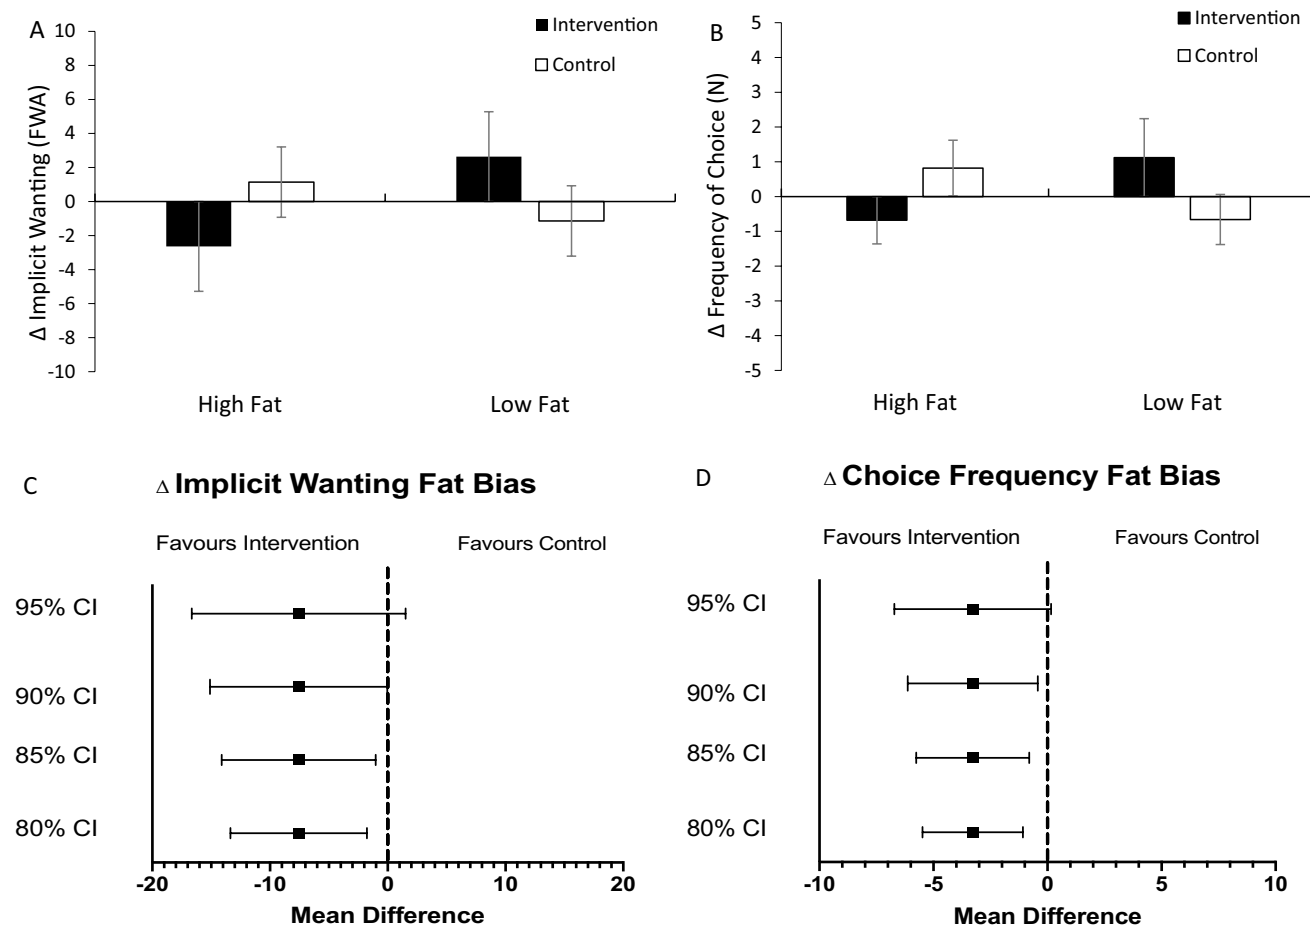 A
Δ Implicit Wanting (FWA)
10
8
6
4
2
0
-2
-4
-6
-8
-10
Intervention
Control
High Fat
Low Fat
B
Δ Frequency of Choice (N)
5
4
3
2
1
0
-1
-2
-3
-4
-5
Intervention
Control
High Fat
Low Fat
C
Δ Implicit Wanting Fat Bias
Favours Intervention
Favours Control
95% CI
90% CI
85% CI
80% CI
-20
-10
0
10
20
Mean Difference
D
Δ Choice Frequency Fat Bias
Favours Intervention
Favours Control
95% CI
90% CI
85% CI
80% CI
-10
-5
0
5
10
Mean Difference